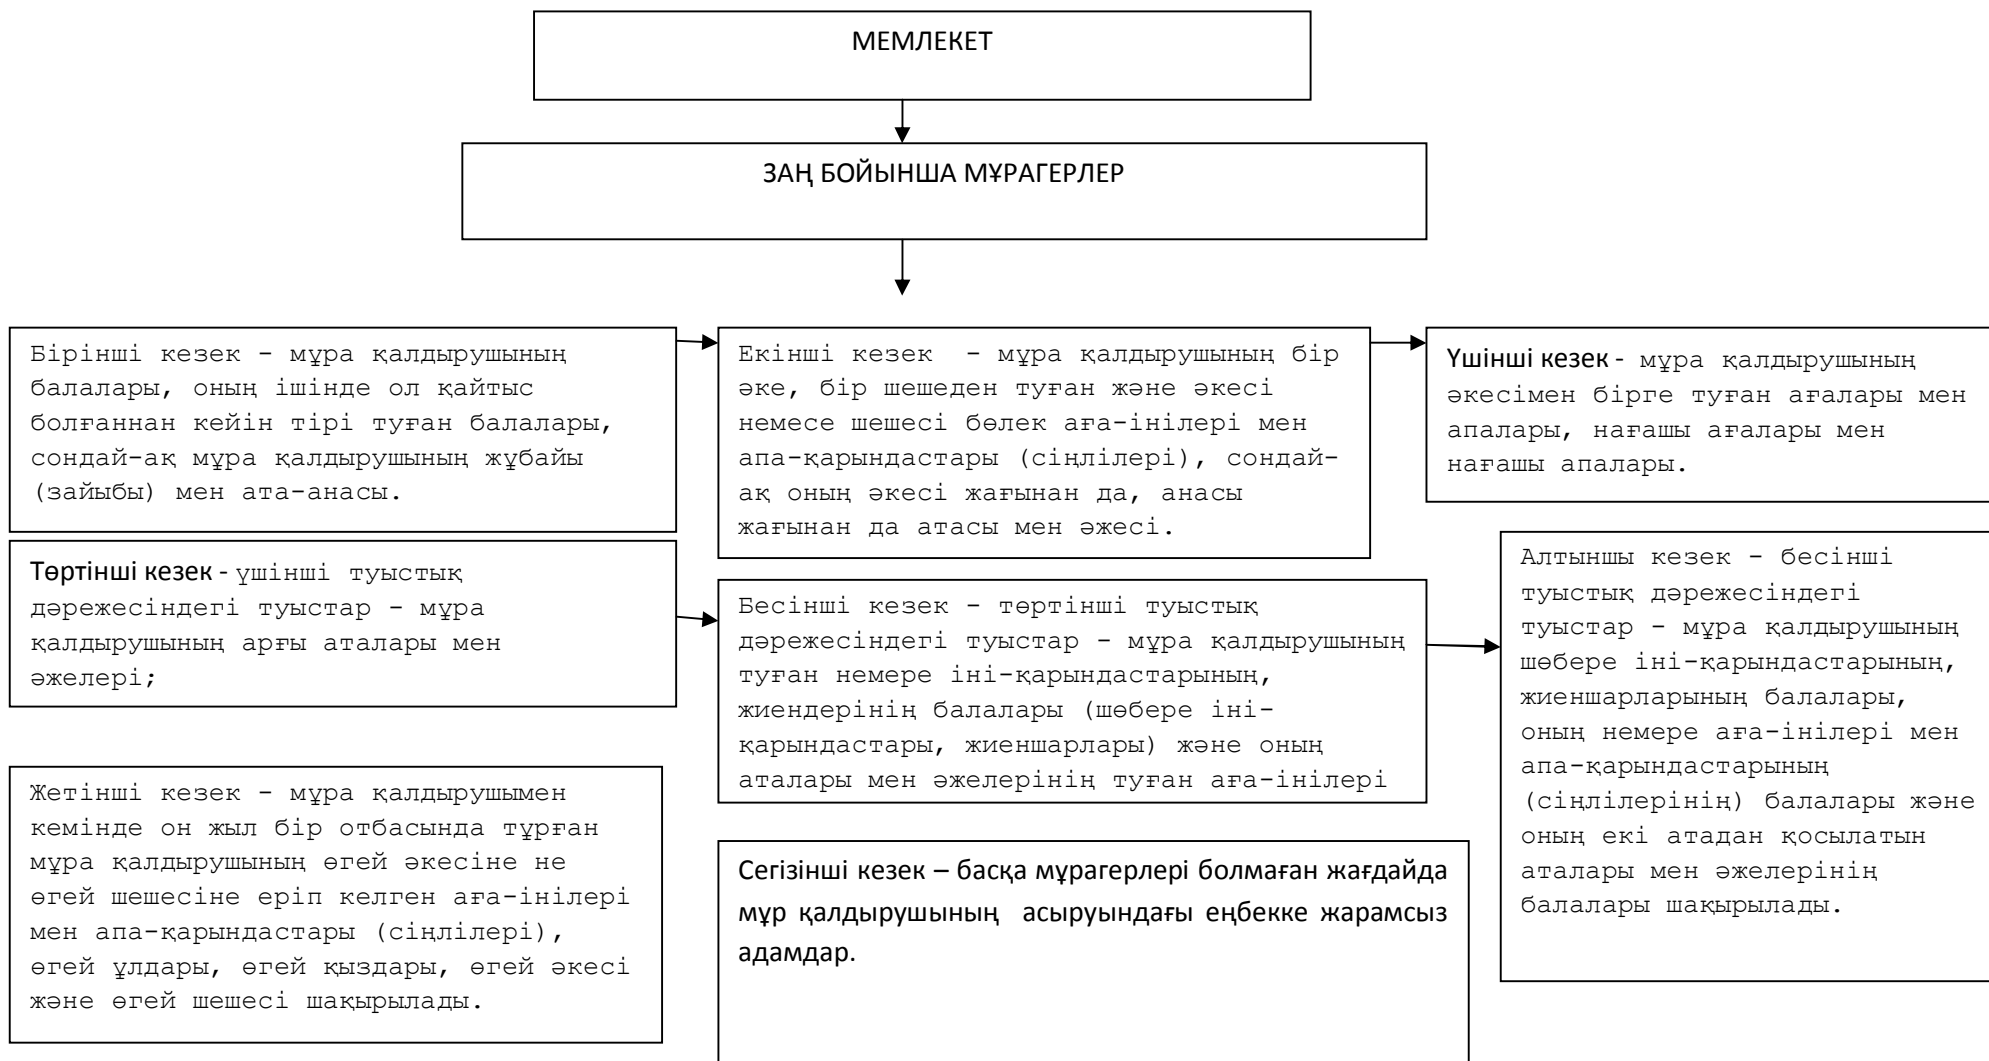 МЕМЛЕКЕТ
ЗАҢ БОЙЫНША МҰРАГЕРЛЕР
Бірінші кезек - мұра қалдырушының
балалары, оның ішінде ол қайтыс
болғаннан кейін тірі туған балалары,
сондай-ақ мұра қалдырушының жұбайы
(зайыбы) мен ата-анасы.
Екінші кезек - мұра қалдырушының бір
әке, бір шешеден туған және әкесі
немесе шешесі бөлек аға-інілері мен
апа-қарындастары (сіңлілері), сондай-
ақ оның әкесі жағынан да, анасы
жағынан да атасы мен әжесі.
Үшінші кезек - мұра қалдырушының
әкесімен бірге туған ағалары мен
апалары, нағашы ағалары мен
нағашы апалары.
Төртінші кезек - үшінші туыстық
дәрежесіндегі туыстар - мұра
қалдырушының арғы аталары мен
әжелері;
Бесінші кезек - төртінші туыстық
дәрежесіндегі туыстар - мұра қалдырушының
туған немере іні-қарындастарының,
жиендерінің балалары (шөбере іні-
қарындастары, жиеншарлары) және оның
аталары мен әжелерінің туған аға-інілері
Алтыншы кезек - бесінші
туыстық дәрежесіндегі
туыстар - мұра қалдырушының
шөбере іні-қарындастарының,
жиеншарларының балалары,
оның немере аға-інілері мен
апа-қарындастарының
(сіңлілерінің) балалары және
оның екі атадан қосылатын
аталары мен әжелерінің
балалары шақырылады.
Жетінші кезек - мұра қалдырушымен
кемінде он жыл бір отбасында тұрған
мұра қалдырушының өгей әкесіне не
өгей шешесіне еріп келген аға-інілері
мен апа-қарындастары (сіңлілері),
өгей ұлдары, өгей қыздары, өгей әкесі
және өгей шешесі шақырылады.
Сегізінші кезек – басқа мұрагерлері болмаған жағдайда
мұр қалдырушының асыруындағы еңбекке жарамсыз
адамдар.